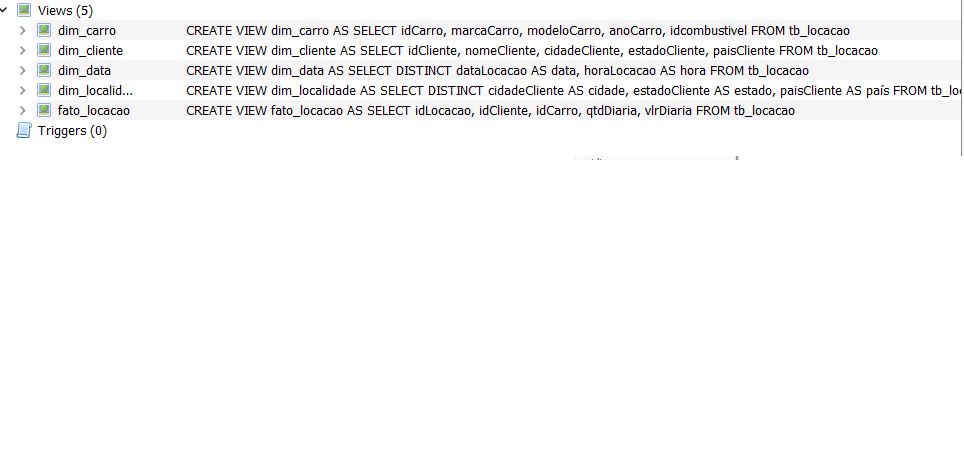 Views (5)
dim_carro CREATE VIEW dim_carro AS SELECT idCarro, marcaCarro, modeloCarro, anoCarro, idcombustivel FROM tb_locacao
dim_cliente CREATE VIEW dim_cliente AS SELECT idCliente, nomeCliente, cidadeCliente, estadoCliente, paisCliente FROM tb_locacao
dim_data CREATE VIEW dim_data AS SELECT DISTINCT dataLocacao AS data, horaLocacao AS hora FROM tb_locacao
dim_localid... CREATE VIEW dim_localidade AS SELECT DISTINCT cidadeCliente AS cidade, estadoCliente AS estado, paisCliente AS país FROM tb_lo
fato_locacao CREATE VIEW fato_locacao AS SELECT idLocacao, idCliente, idCarro, qtdDiaria, vlrDiaria FROM tb_locacao
Triggers (0)